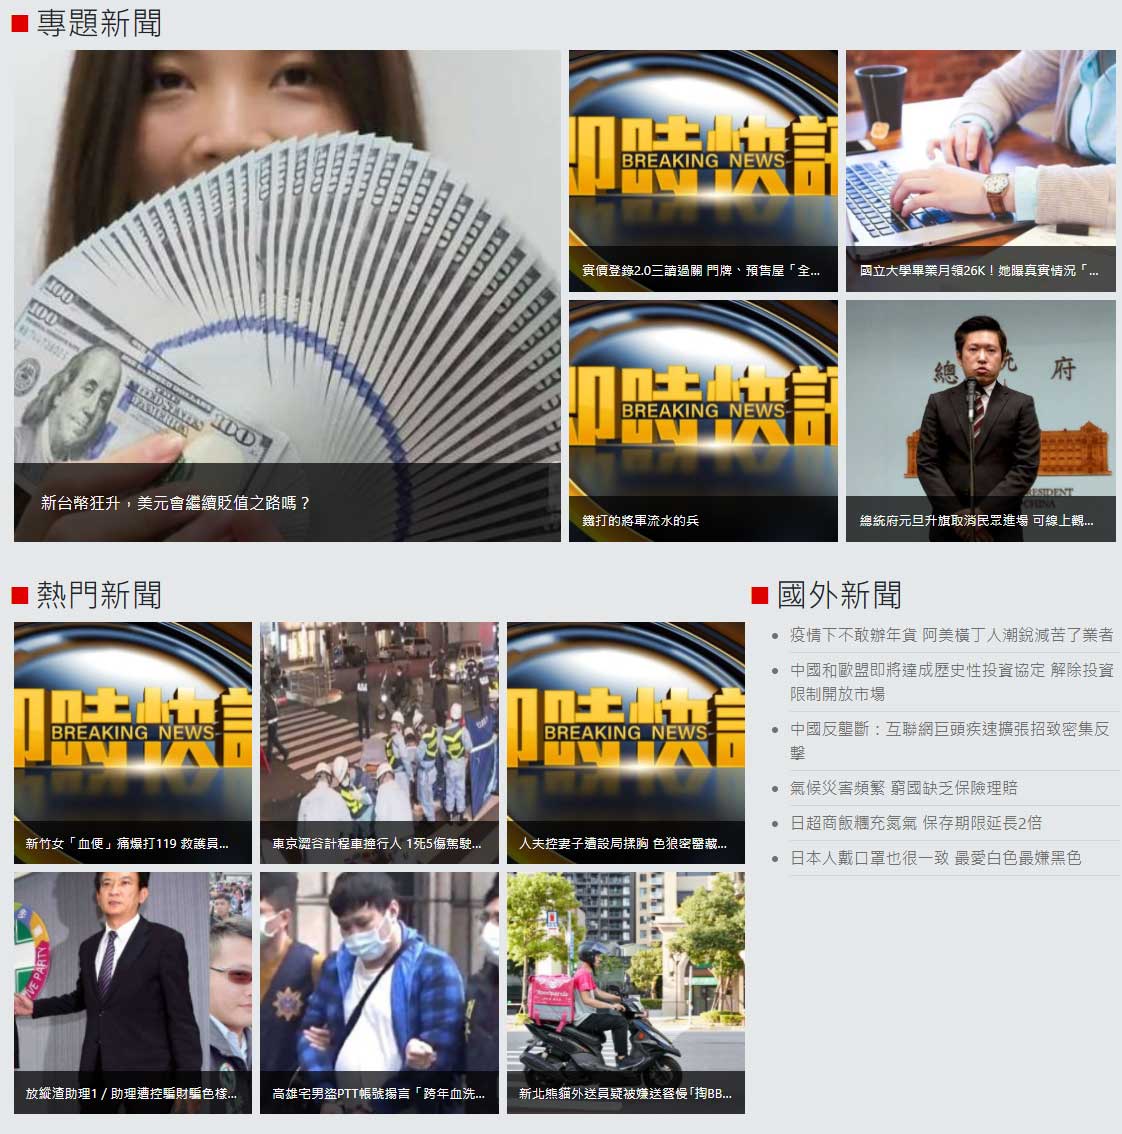 專題新聞
即時快訊
BREAKING NEWS
實價登錄2.0三讀過關 門牌、預售屋「全...
國立大學畢業月領26K！她曝真實情況「...
新台幣狂升，美元會繼續貶值之路嗎？
即時快訊
BREAKING NEWS
鐵打的將軍流水的兵
總統府
總統府元旦升旗取消民眾進場 可線上觀...
熱門新聞
即時快訊
BREAKING NEWS
新竹女「血便」痛爆打119 救護員...
東京澀谷計程車撞行人 1死5傷駕駛...
即時快訊
BREAKING NEWS
人夫控妻子遭設局揉胸 色狼密醫藏...
放縱渣助理1／助理遭控騙財騙色樣...
高雄宅男盜PTT帳號揚言「跨年血洗...
新北熊貓外送員疑被嫌送餐慢｢掏BB...
國外新聞
疫情下不敢辦年貨 阿美橫丁人潮銳減苦了業者
中國和歐盟即將達成歷史性投資協定 解除投資
限制開放市場
中國反壟斷：互聯網巨頭疾速擴張招致密集反
擊
氣候災害頻繁 窮國缺乏保險理賠
日超商飯糰充氮氣 保存期限延長2倍
日本人戴口罩也很一致 最愛白色最嫌黑色